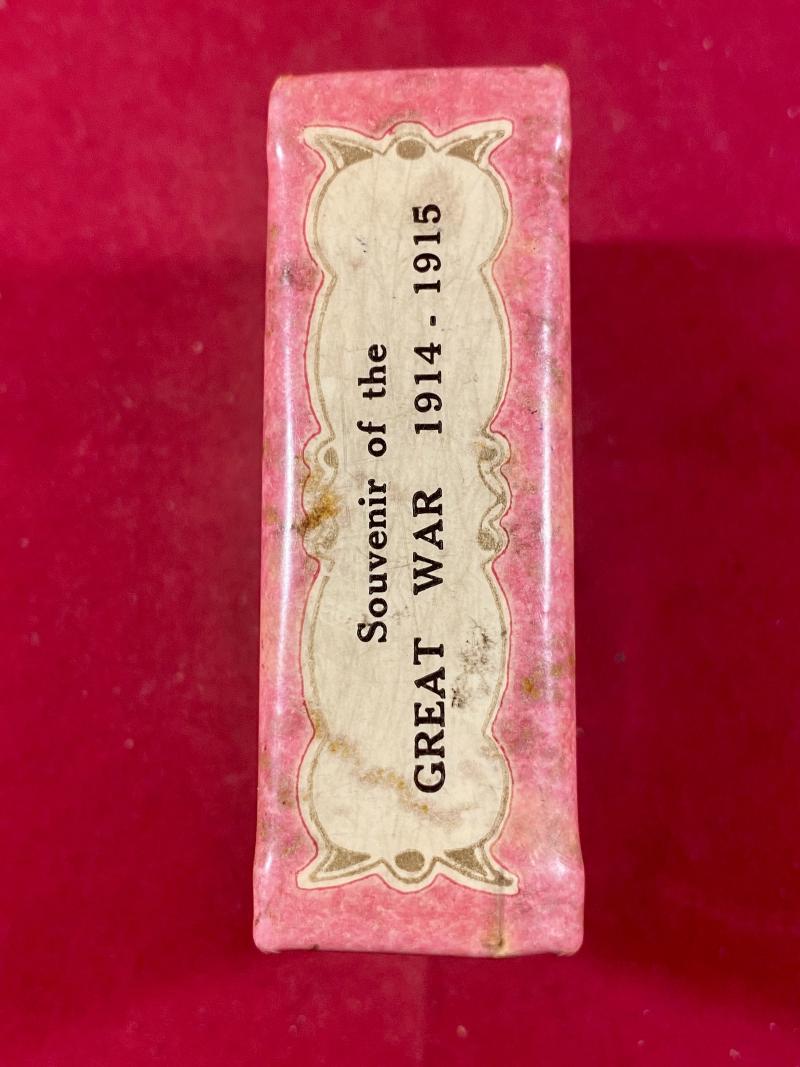 Souvenir of the
GREAT WAR 1914 - 1915